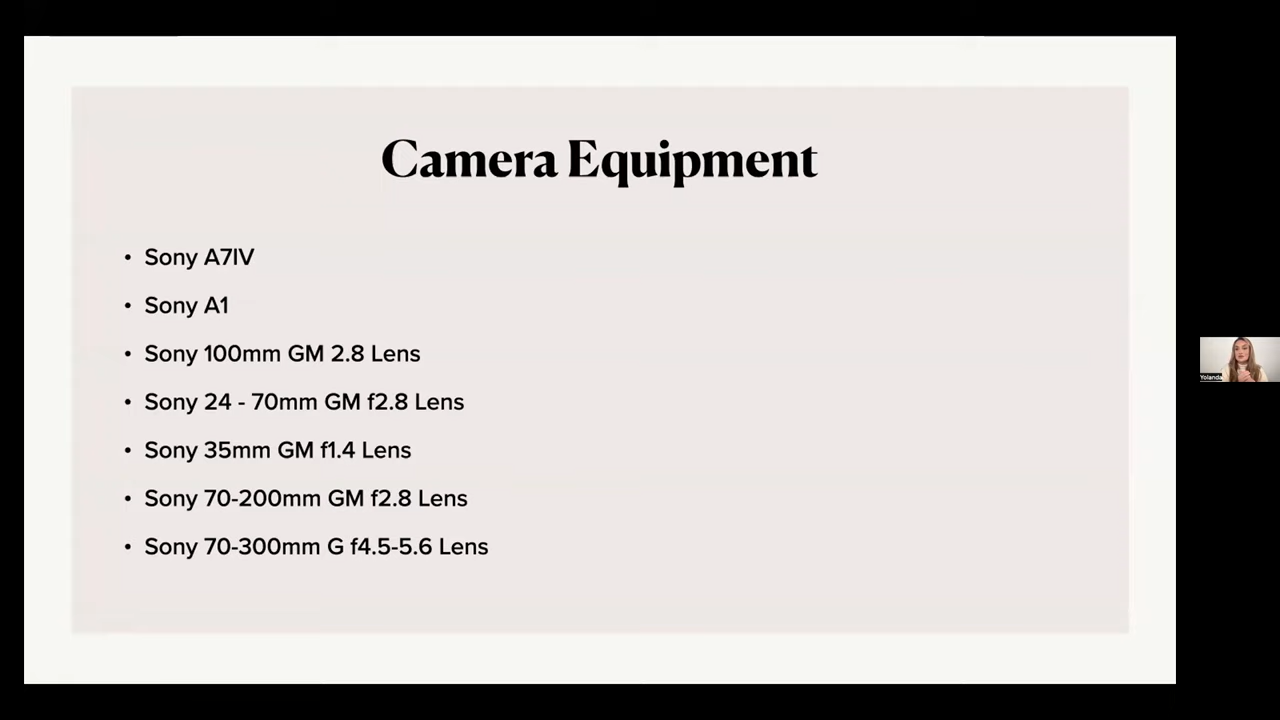 Camera Equipment
• Sony A7IV
• Sony A1
• Sony 100mm GM 2.8 Lens
• Sony 24 - 70mm GM f2.8 Lens
• Sony 35mm GM f1.4 Lens
• Sony 70-200mm GM f2.8 Lens
• Sony 70-300mm G f4.5-5.6 Lens
Yolanda